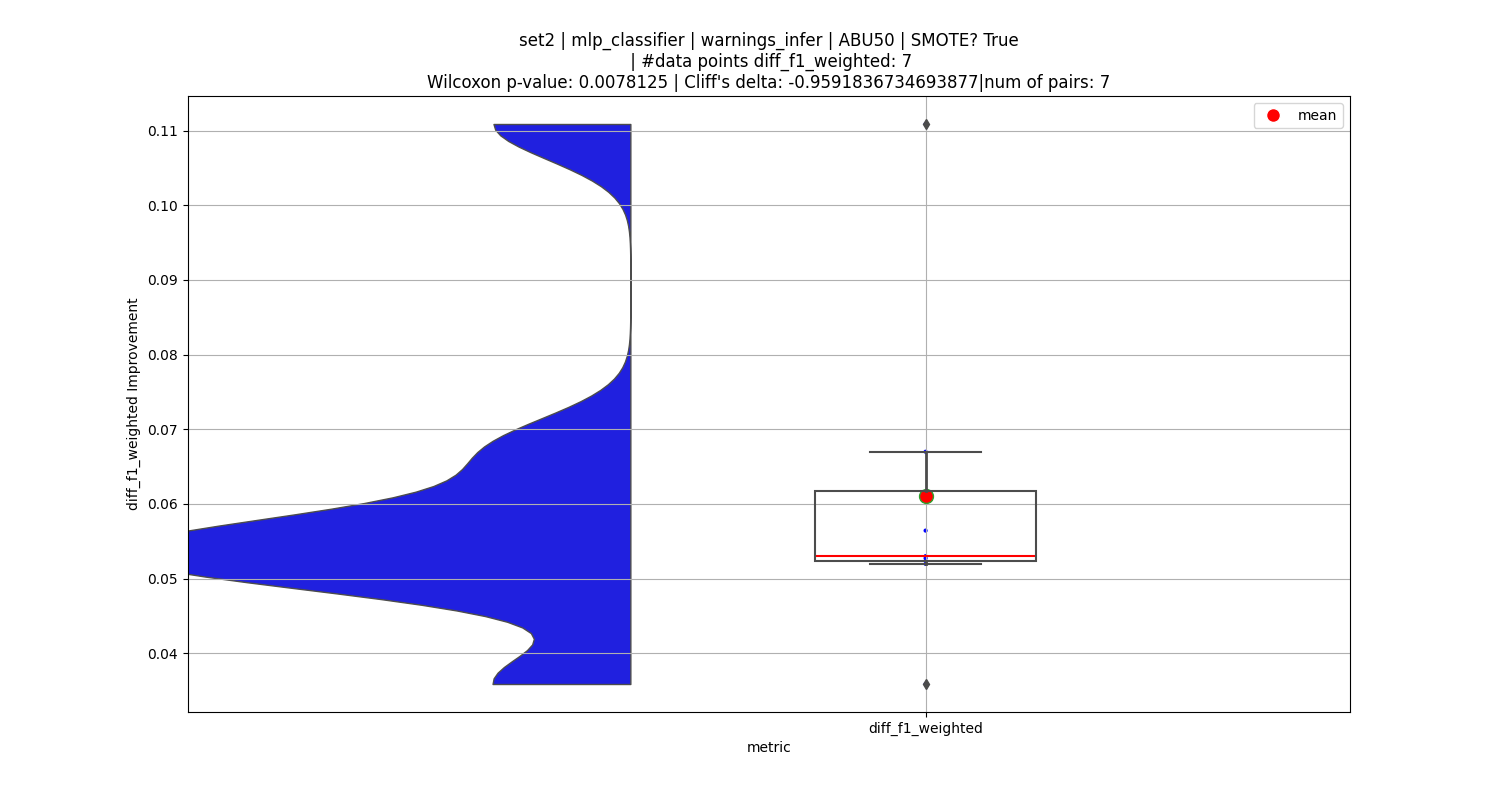 set2 | mlp_classifier | warnings_infer | ABU50 | SMOTE? True
| #data points diff_f1_weighted: 7
Wilcoxon p-value: 0.0078125 | Cliff's delta: -0.9591836734693877|num of pairs: 7
mean
0.11
0.10
0.09
0.08
0.07
0.06
0.05
0.04
diff_f1_weighted Improvement
diff_f1_weighted
metric